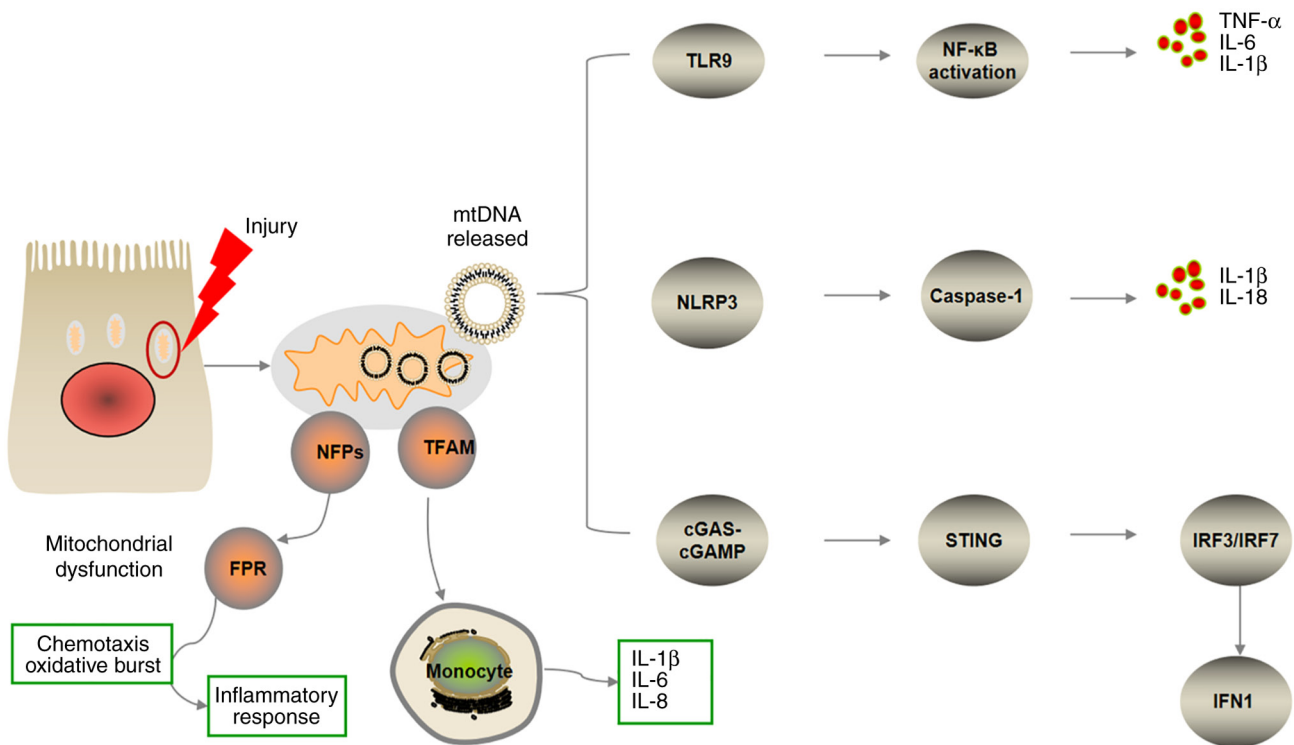 TLR9
NF-κB
activation
TNF-α
IL-6
IL-1β
Injury
mtDNA
released
NLRP3
Caspase-1
IL-1β
IL-18
NFPs
TFAM
cGAS-
cGAMP
STING
IRF3/IRF7
Mitochondrial
dysfunction
FPR
Chemotaxis
oxidative burst
Inflammatory
response
Monocyte
IL-1β
IL-6
IL-8
IFN1